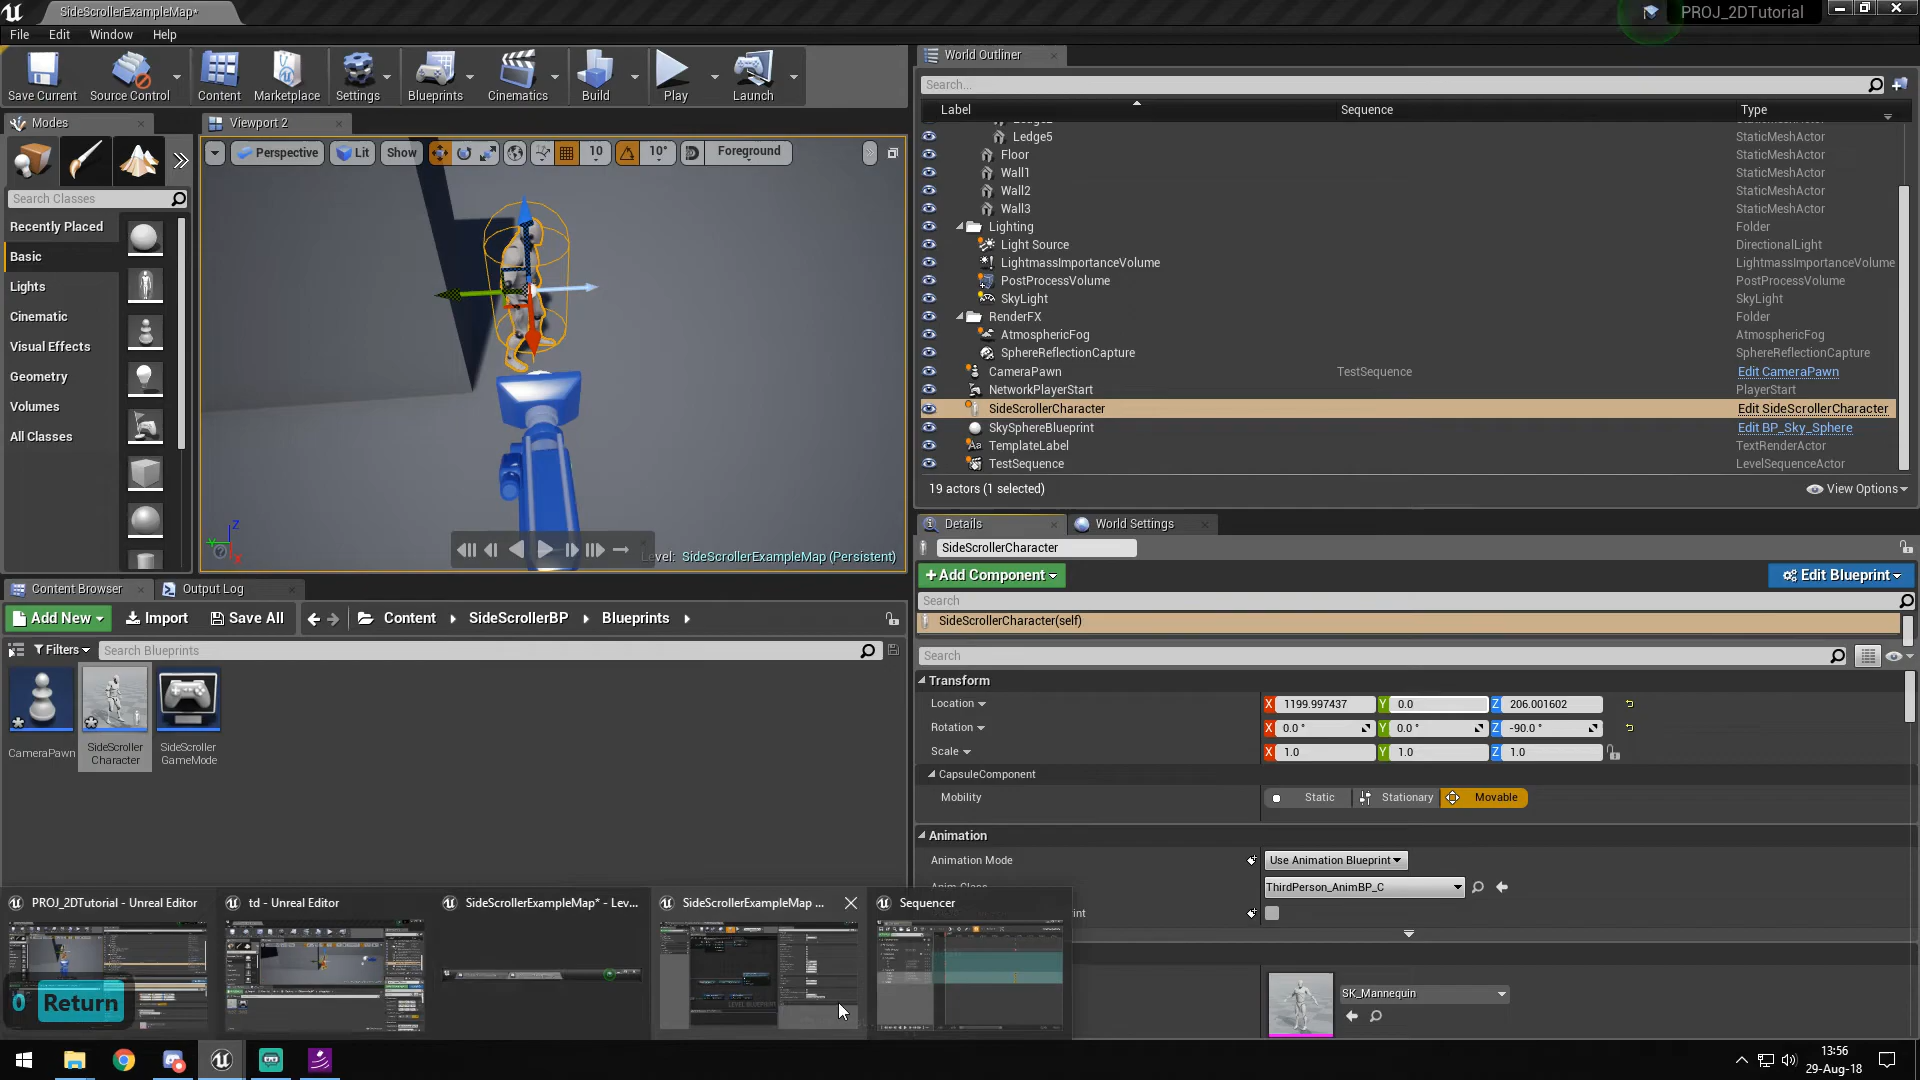 SideScrollerExampleMap*
PROJ_2DTutorial
File Edit Window Help
Save Current Source Control Content Marketplace Settings Blueprints Cinematics Build Play Launch
Modes
Viewport 2
Search Classes
Recently Placed
Basic
Lights
Cinematic
Visual Effects
Geometry
Volumes
All Classes
Perspective Lit Show 10 10° Foreground
Level: SideScrollerExampleMap (Persistent)
World Outliner
Search...
Label Sequence Type
Ledge5 StaticMeshActor
Floor StaticMeshActor
Wall1 StaticMeshActor
Wall2 StaticMeshActor
Wall3 StaticMeshActor
Lighting Folder
Light Source DirectionalLight
LightmassImportanceVolume LightmassImportanceVolume
PostProcessVolume PostProcessVolume
SkyLight SkyLight
RenderFX Folder
AtmosphericFog AtmosphericFog
SphereReflectionCapture SphereReflectionCapture
CameraPawn TestSequence Edit CameraPawn
NetworkPlayerStart PlayerStart
SideScrollerCharacter Edit SideScrollerCharacter
SkySphereBlueprint Edit BP_Sky_Sphere
TemplateLabel TextRenderActor
TestSequence LevelSequenceActor
19 actors (1 selected) View Options
Details World Settings
SideScrollerCharacter
+Add Component Edit Blueprint
Search
SideScrollerCharacter(self)
Search
Transform
Location X 1199.997437 Y 0.0 Z 206.001602
Rotation X 0.0 ° Y 0.0 ° Z -90.0 °
Scale X 1.0 Y 1.0 Z 1.0
CapsuleComponent
Mobility Static Stationary Movable
Animation
Animation Mode Use Animation Blueprint
Anim Class ThirdPerson_AnimBP_C
SK_Mannequin
Content Browser Output Log
Add New Import Save All Content SideScrollerBP Blueprints
Filters Search Blueprints
CameraPawn
SideScroller
Character
SideScroller
GameMode
PROJ_2DTutorial - Unreal Editor td - Unreal Editor SideScrollerExampleMap* - Lev... SideScrollerExampleMap ... Sequencer
0 Return
13:56
29-Aug-18